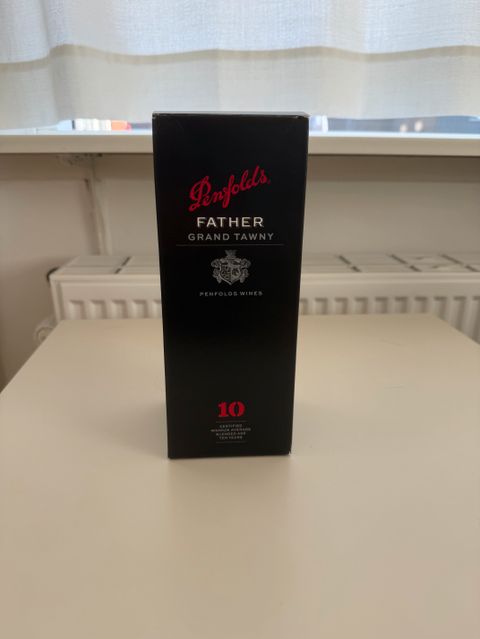 Penfolds
FATHER
GRAND TAWNY
PENFOLDS WINES
10
CERTIFIED
MINIMUM AVERAGE
BLENDED AGE
TEN YEARS